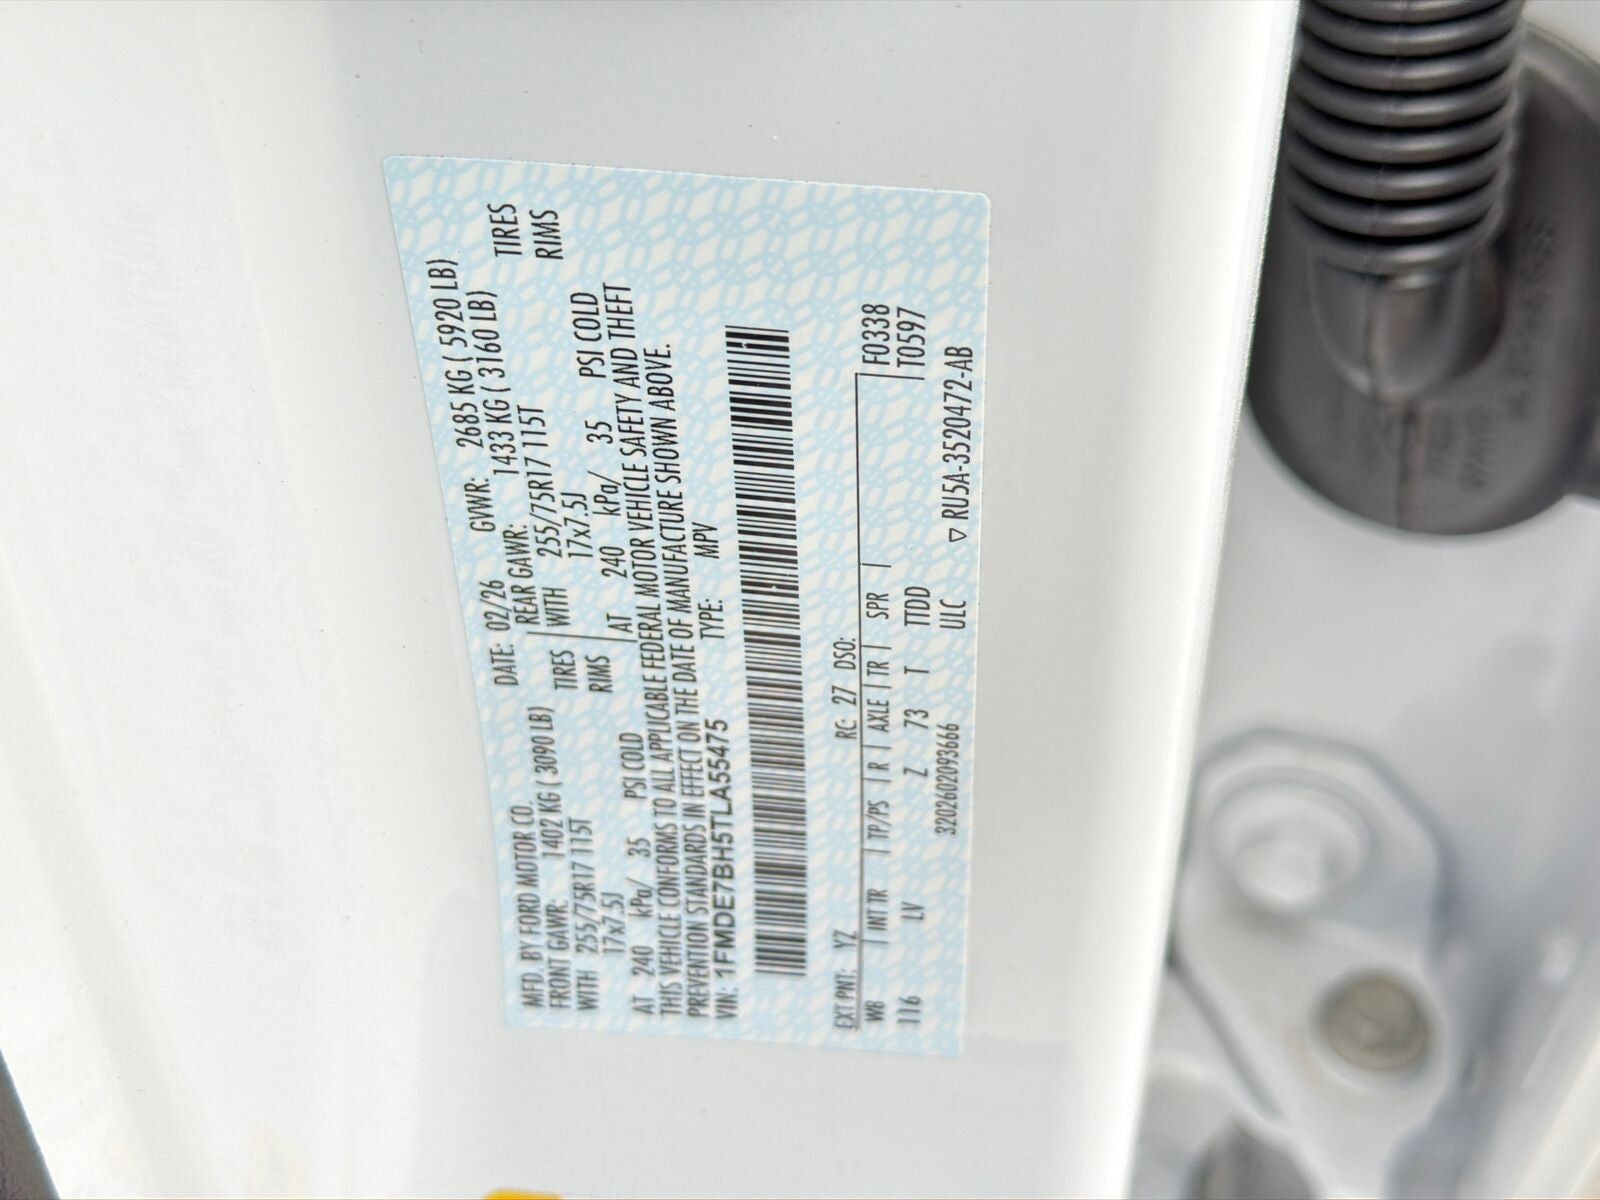 MFD. BY FORD MOTOR CO. DATE: 02/26 GVWR: 2685 KG ( 5920 LB)
FRONT GAWR: 1402 KG ( 3090 LB) REAR GAWR: 1433 KG ( 3160 LB)
WITH 255/75R17 115T TIRES WITH 255/75R17 115T TIRES
17x7.5J RIMS 17x7.5J RIMS
AT 240 kPa/ 35 PSI COLD AT 240 kPa/ 35 PSI COLD
THIS VEHICLE CONFORMS TO ALL APPLICABLE FEDERAL MOTOR VEHICLE SAFETY AND THEFT
PREVENTION STANDARDS IN EFFECT ON THE DATE OF MANUFACTURE SHOWN ABOVE.
VIN: 1FMDE7BH5TLA55475 TYPE: MPV
EXT PNT: YZ RC: 27 DSO: F0338
WB INT TR TP/PS R AXLE TR SPR T0597
116 LV Z 73 T TTDD
3202602093666 ULC ▽ RU5A-3520472-AB